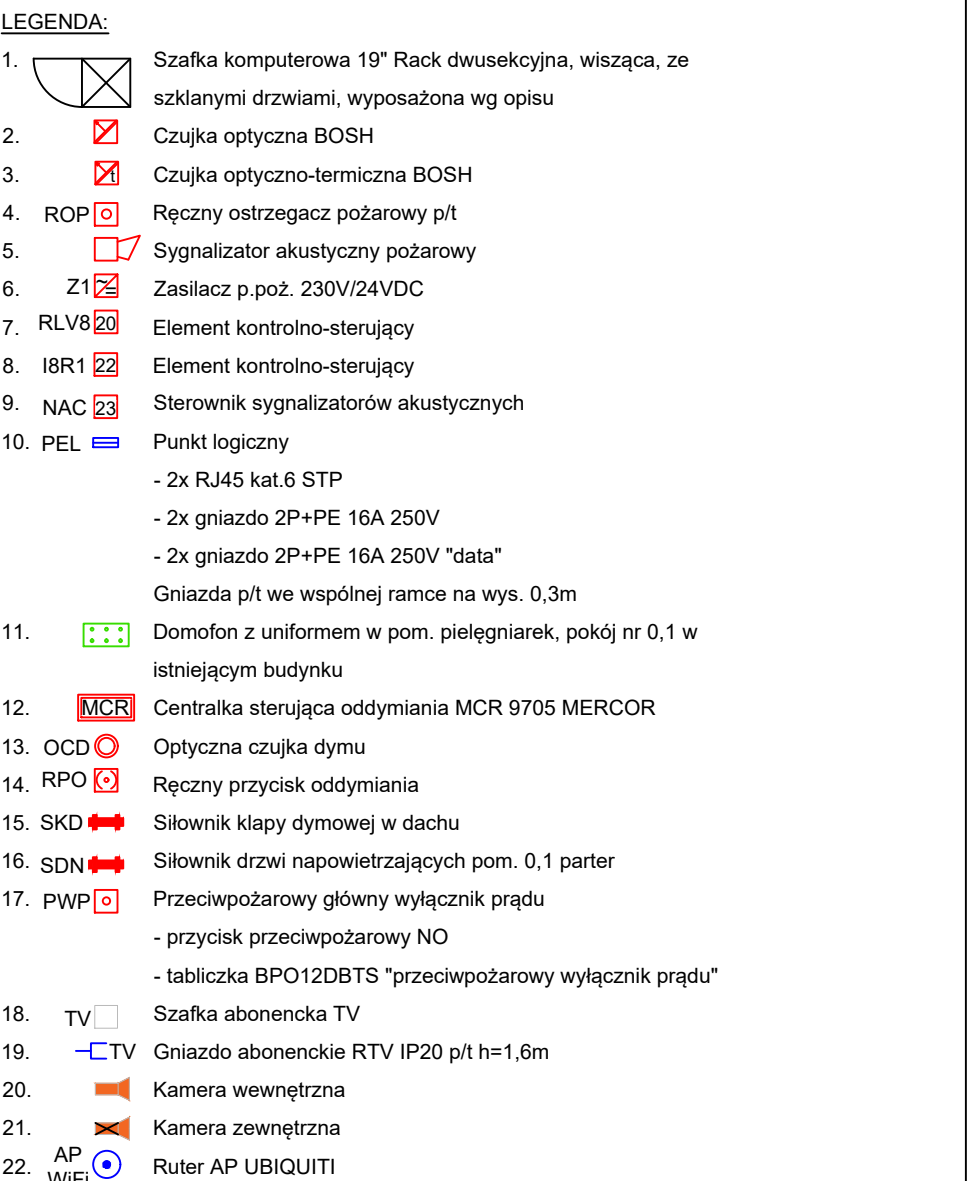 LEGENDA:
1. Szafka komputerowa 19" Rack dwusekcyjna, wisząca, ze
szklanymi drzwiami, wyposażona wg opisu
2. Czujka optyczna BOSH
3. t Czujka optyczno-termiczna BOSH
4. ROP Ręczny ostrzegacz pożarowy p/t
5. Sygnalizator akustyczny pożarowy
6. Z1 Zasilacz p.poż. 230V/24VDC
7. RLV8 20 Element kontrolno-sterujący
8. I8R1 22 Element kontrolno-sterujący
9. NAC 23 Sterownik sygnalizatorów akustycznych
10. PEL Punkt logiczny
- 2x RJ45 kat.6 STP
- 2x gniazdo 2P+PE 16A 250V
- 2x gniazdo 2P+PE 16A 250V "data"
Gniazda p/t we wspólnej ramce na wys. 0,3m
11. Domofon z uniformem w pom. pielęgniarek, pokój nr 0,1 w
istniejącym budynku
12. MCR Centralka sterująca oddymiania MCR 9705 MERCOR
13. OCD Optyczna czujka dymu
14. RPO Ręczny przycisk oddymiania
15. SKD Siłownik klapy dymowej w dachu
16. SDN Siłownik drzwi napowietrzających pom. 0,1 parter
17. PWP Przeciwpożarowy główny wyłącznik prądu
- przycisk przeciwpożarowy NO
- tabliczka BPO12DBTS "przeciwpożarowy wyłącznik prądu"
18. TV Szafka abonencka TV
19. TV Gniazdo abonenckie RTV IP20 p/t h=1,6m
20. Kamera wewnętrzna
21. Kamera zewnętrzna
22. AP WiFi Ruter AP UBIQUITI